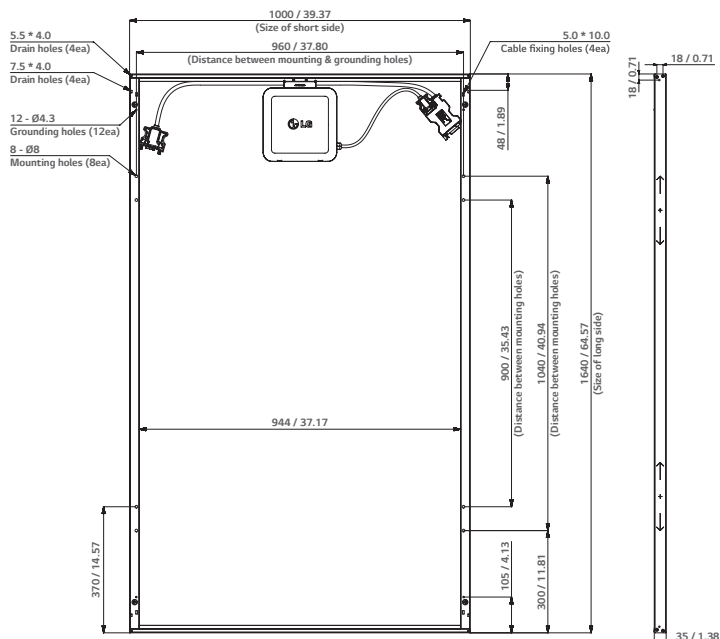 1000 / 39.37
(Size of short side)
960 / 37.80
(Distance between mounting & grounding holes)
5.5 * 4.0
Drain holes (4ea)
7.5 * 4.0
Drain holes (4ea)
12 - Ø4.3
Grounding holes (12ea)
8 - Ø8
Mounting holes (8ea)
5.0 * 10.0
Cable fixing holes (4ea)
LG
48 / 1.89
18 / 0.71
18 / 0.71
900 / 35.43
(Distance between mounting holes)
1040 / 40.94
(Distance between mounting holes)
1640 / 64.57
(Size of long side)
944 / 37.17
370 / 14.57
105 / 4.13
300 / 11.81
35 / 1.38